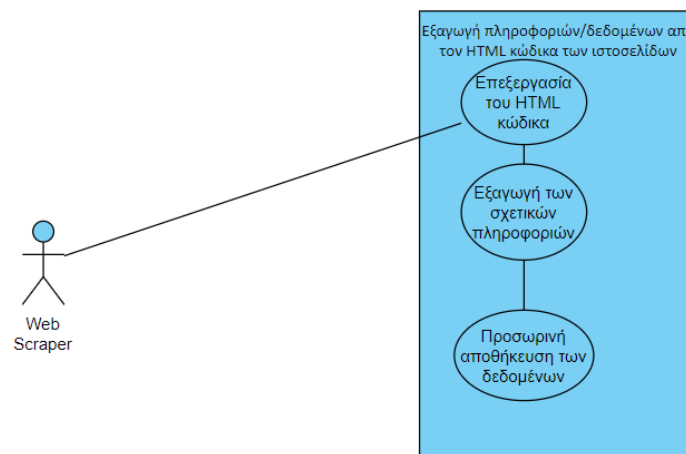 Εξαγωγή πληροφοριών/δεδομένων απ
τον HTML κώδικα των ιστοσελίδων
Επεξεργασία
του HTML
κώδικα
Εξαγωγή των
σχετικών
πληροφοριών
Προσωρινή
αποθήκευση των
δεδομένων
Web
Scraper